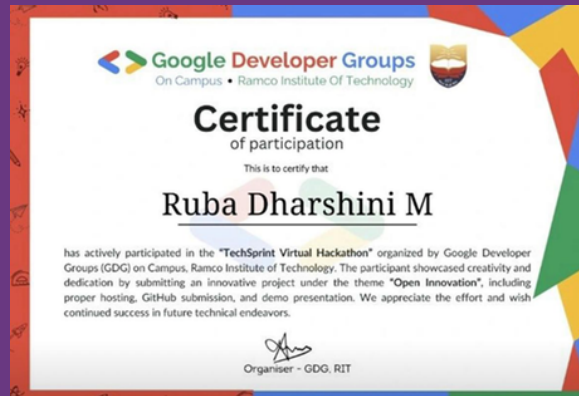 Google Developer Groups
On Campus • Ramco Institute Of Technology
Certificate
of participation
This is to certify that
Ruba Dharshini M
has actively participated in the "TechSprint Virtual Hackathon" organized by Google Developer
Groups (GDG) on Campus, Ramco Institute of Technology. The participant showcased creativity and
dedication by submitting an innovative project under the theme "Open Innovation", including
proper hosting, GitHub submission, and demo presentation. We appreciate the effort and wish
continued success in future technical endeavors.
Organiser - GDG, RIT